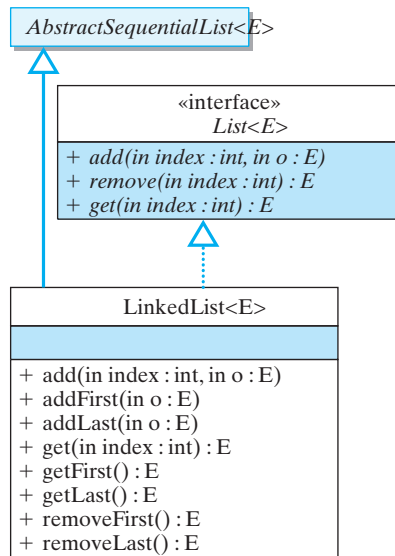 AbstractSequentialList<E>
«interface»
List<E>
+ add(in index : int, in o : E)
+ remove(in index : int) : E
+ get(in index : int) : E
LinkedList<E>
+ add(in index : int, in o : E)
+ addFirst(in o : E)
+ addLast(in o : E)
+ get(in index : int) : E
+ getFirst() : E
+ getLast() : E
+ removeFirst() : E
+ removeLast() : E